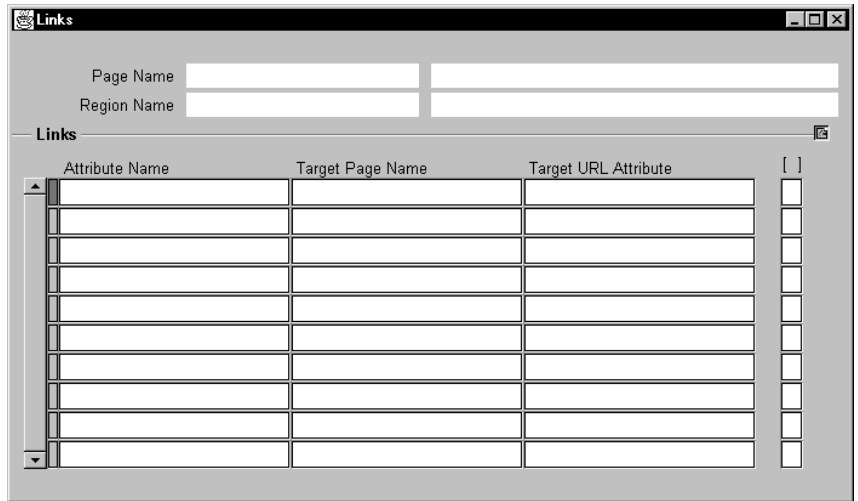 Links
Page Name
Region Name
Links
Attribute Name Target Page Name Target URL Attribute [ ]